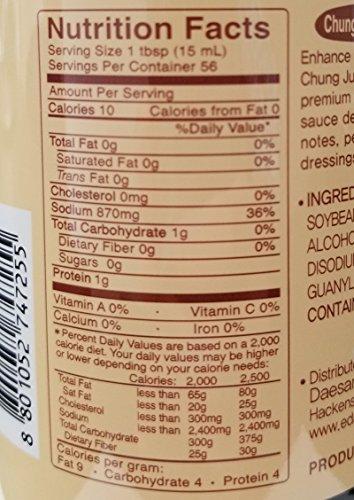 Nutrition Facts
Serving Size 1 tbsp (15 mL)
Servings Per Container 56
Amount Per Serving
Calories 10 Calories from Fat 0
%Daily Value*
Total Fat 0g 0%
Saturated Fat 0g 0%
Trans Fat 0g
Cholesterol 0mg 0%
Sodium 870mg 36%
Total Carbohydrate 1g 0%
Dietary Fiber 0g 0%
Sugars 0g
Protein 1g
Vitamin A 0% · Vitamin C 0%
Calcium 0% · Iron 0%
* Percent Daily Values are based on a 2,000
calorie diet. Your daily values may be higher
or lower depending on your calorie needs:
Calories: 2,000 2,500
Total Fat less than 65g 80g
Sat Fat less than 20g 25g
Cholesterol less than 300mg 300mg
Sodium less than 2,400mg 2,400mg
Total Carbohydrate 300g 375g
Dietary Fiber 25g 30g
Calories per gram:
Fat 9 · Carbohydrate 4 · Protein 4
8 801052 747255
Chung
Enhance
Chung Ju
premium
sauce de
notes, pe
dressings
• INGRED
SOYBEA
ALCOHO
DISODIU
GUANYL
CONTAI
• Distribut
Daesan
Hackens
www.ed
PRODU